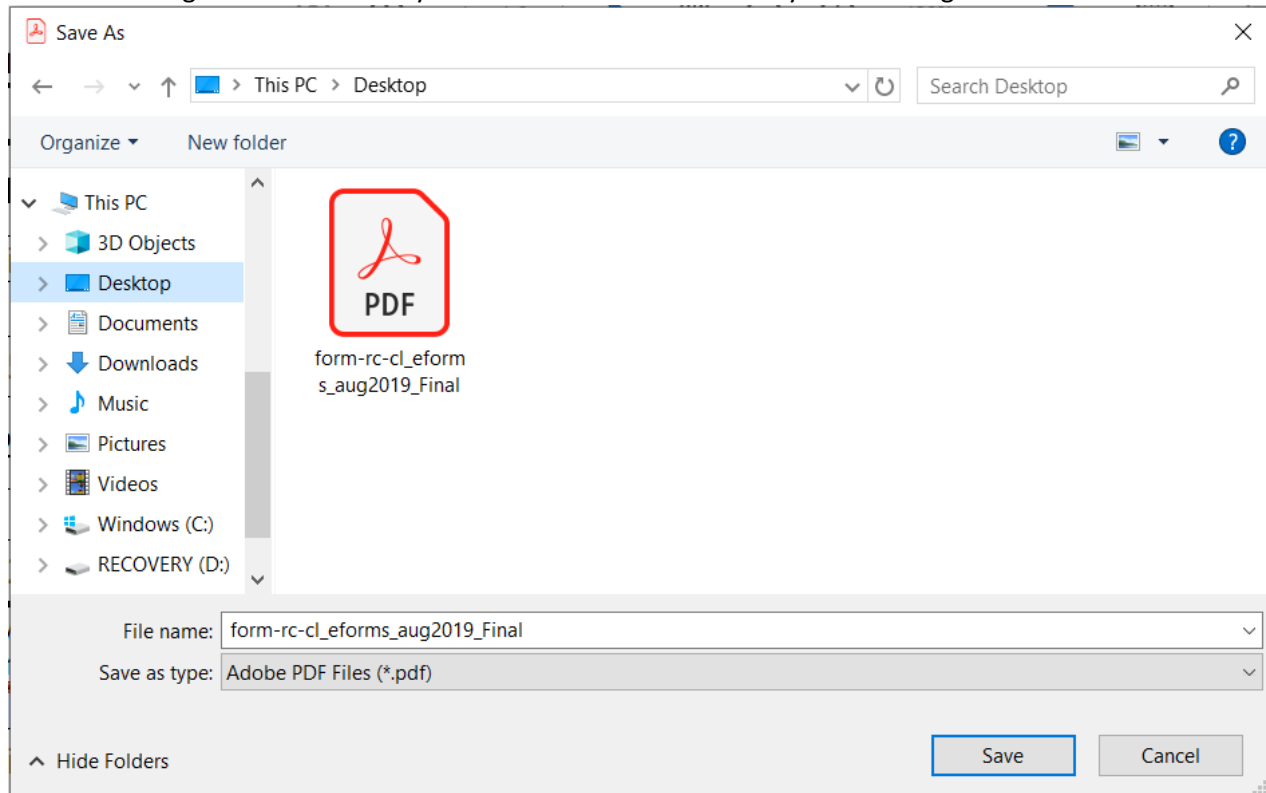 Save As
This PC > Desktop
Search Desktop
Organize
New folder
?
This PC
3D Objects
Desktop
Documents
Downloads
Music
Pictures
Videos
Windows (C:)
RECOVERY (D:)
PDF
form-rc-cl_eform
s_aug2019_Final
File name: form-rc-cl_eforms_aug2019_Final
Save as type: Adobe PDF Files (*.pdf)
Hide Folders
Save
Cancel